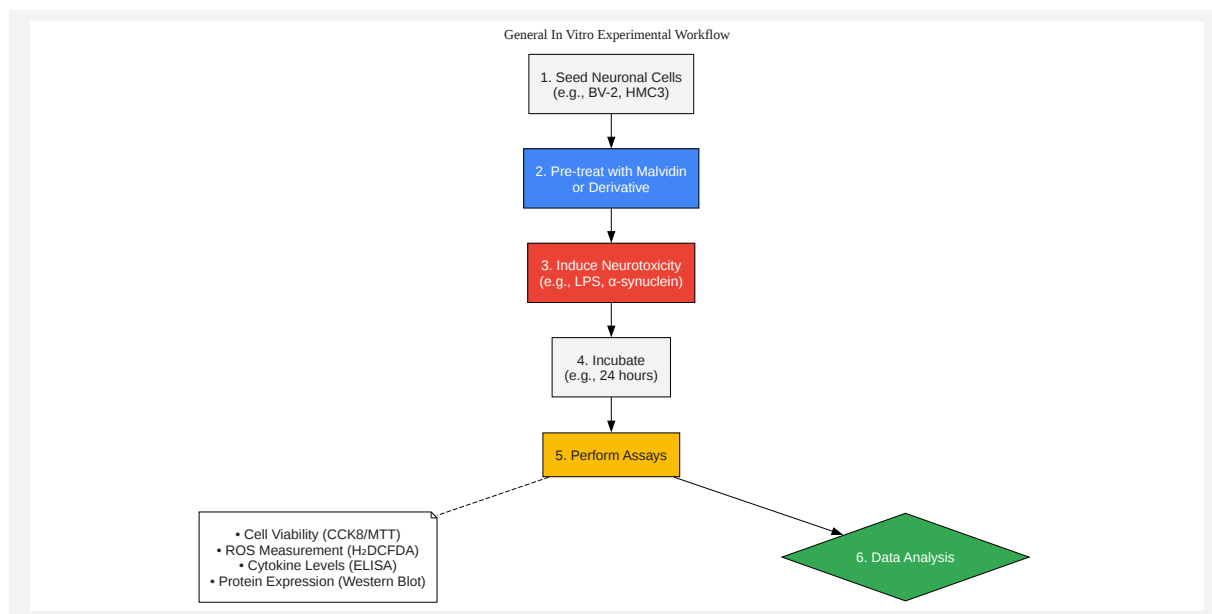 General In Vitro Experimental Workflow
1. Seed Neuronal Cells
(e.g., BV-2, HMC3)
2. Pre-treat with Malvidin
or Derivative
3. Induce Neurotoxicity
(e.g., LPS, α-synuclein)
4. Incubate
(e.g., 24 hours)
5. Perform Assays
• Cell Viability (CCK8/MTT)
• ROS Measurement (H₂DCFDA)
• Cytokine Levels (ELISA)
• Protein Expression (Western Blot)
6. Data Analysis